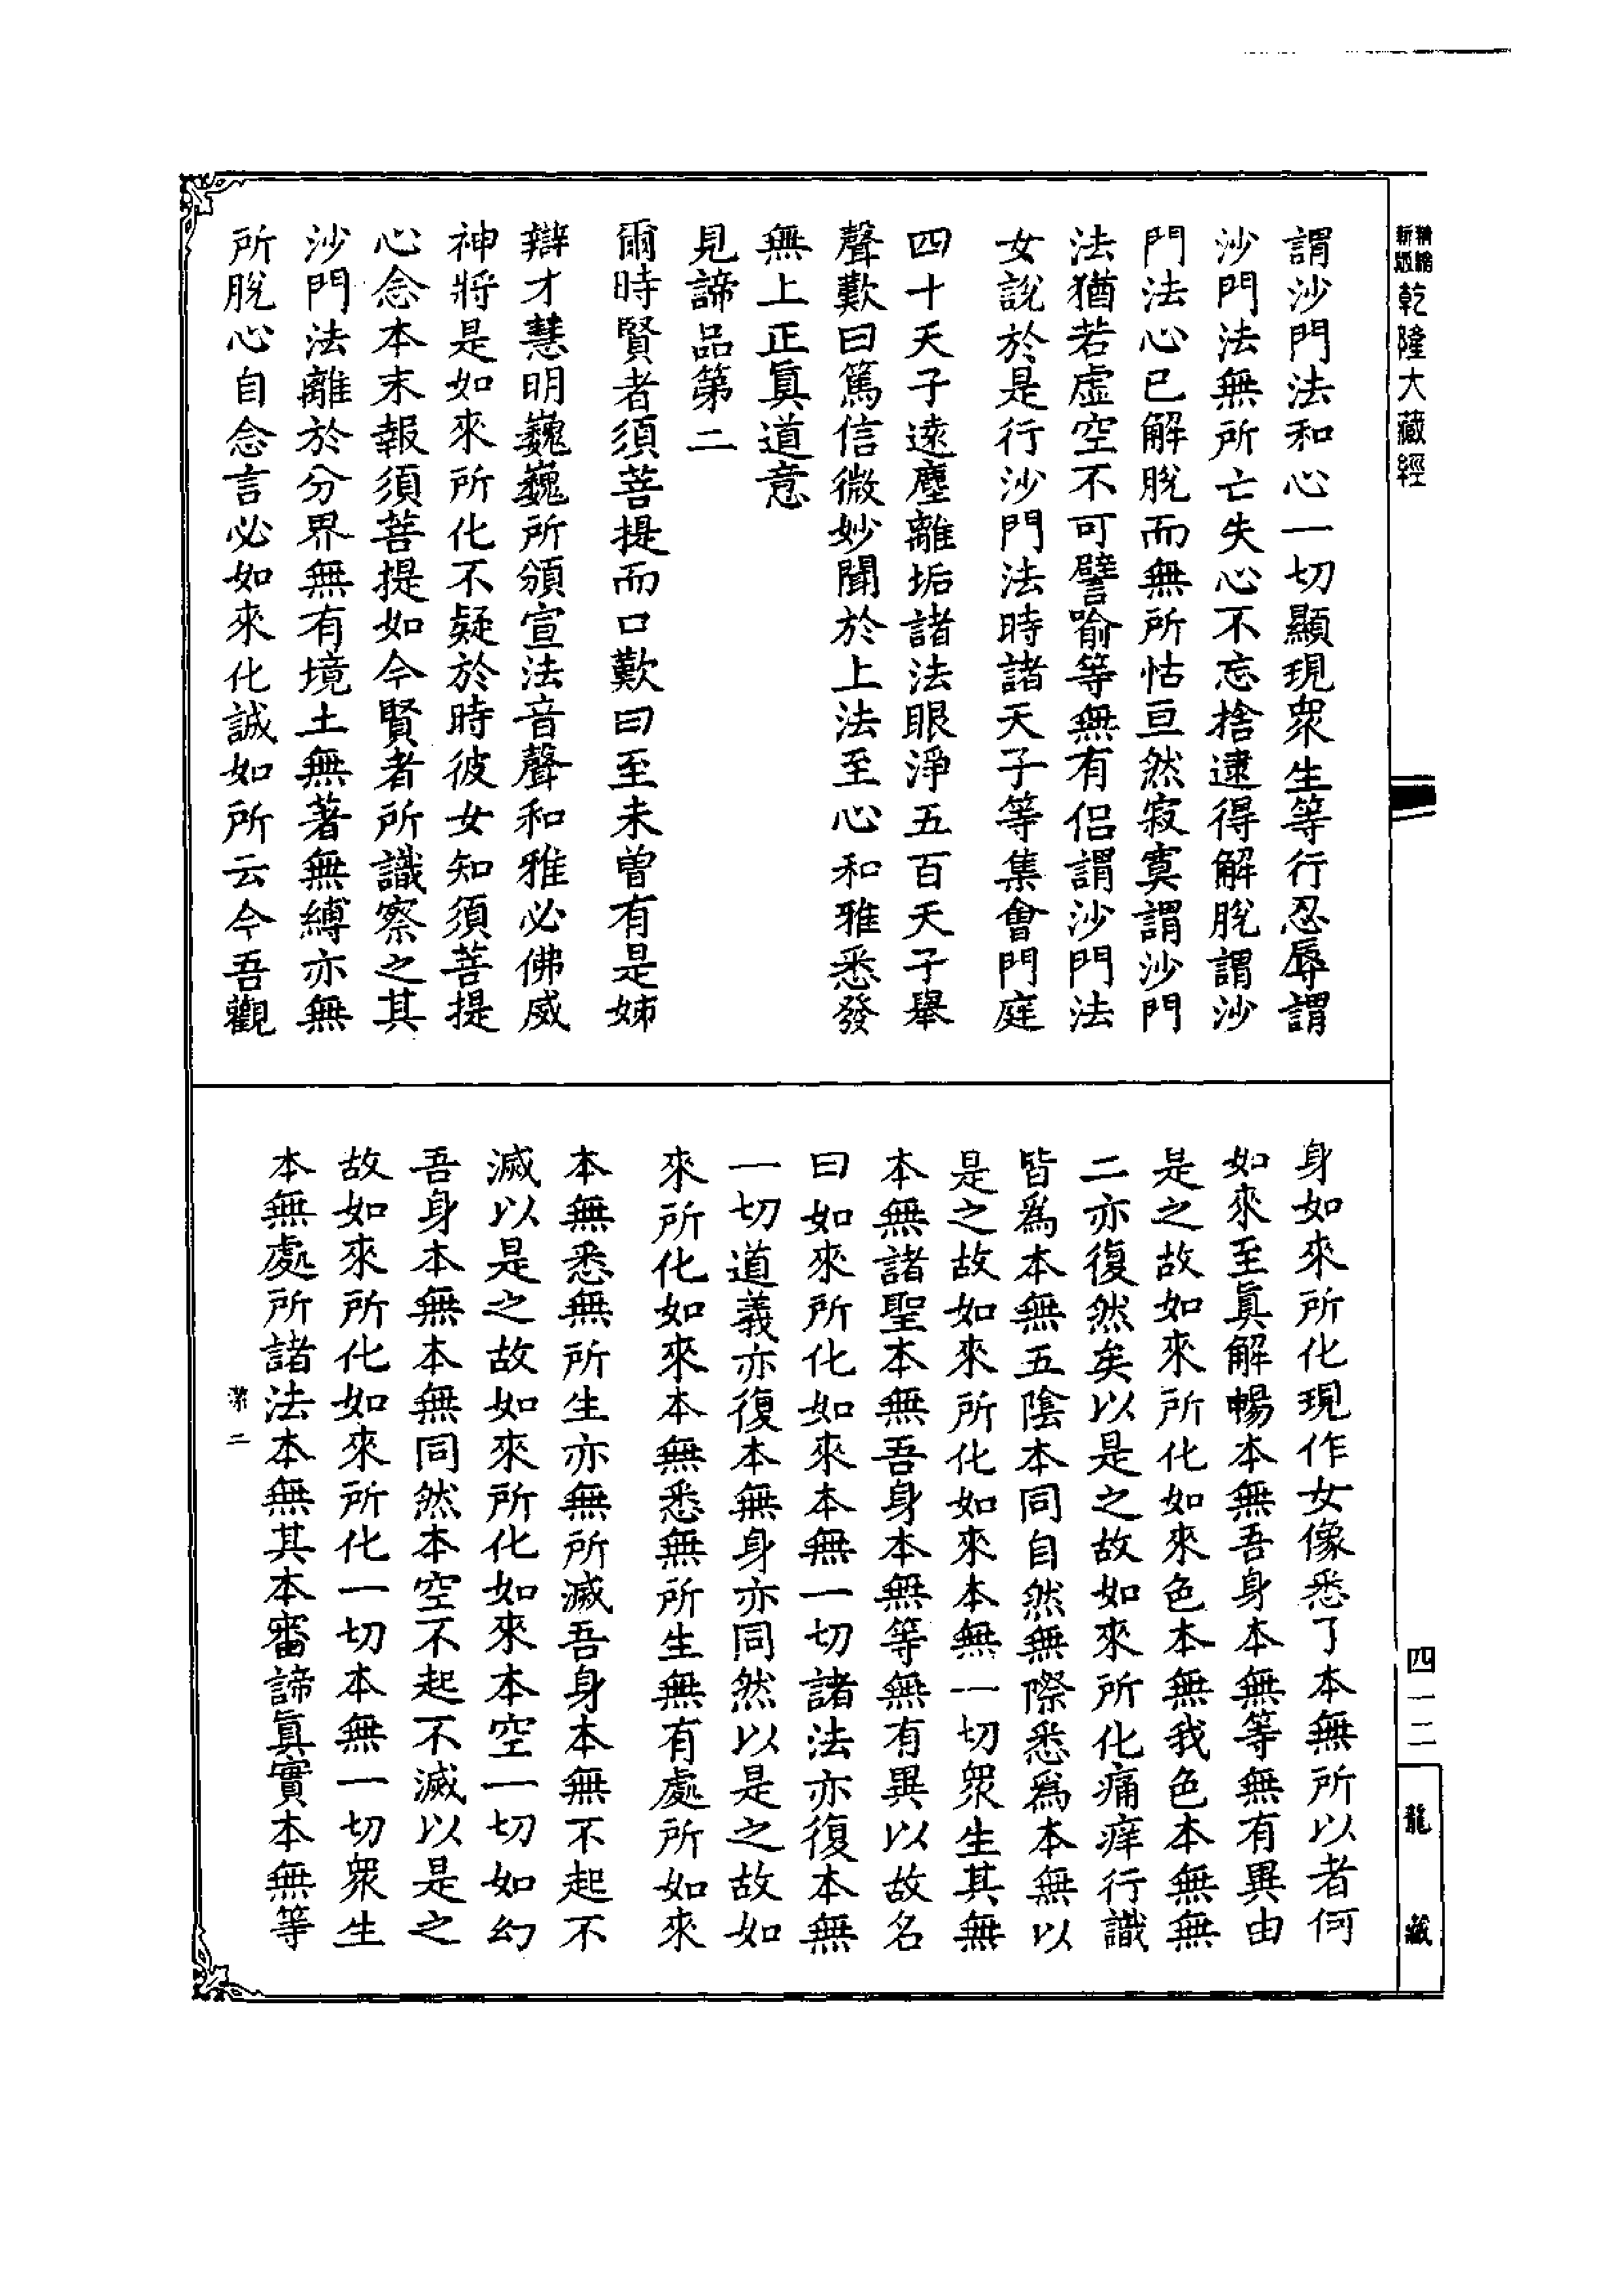 新版
乾隆大藏經
謂沙門法和心一切顯現衆生等行忍辱謂
沙門法無所亡失心不忘捨逮得解脫謂沙
門法心已解脫而無所怙亘然寂寞謂沙門
法猶若虛空不可譬喻等無有侶謂沙門法
女說於是行沙門法時諸天子等集會門庭
四十天子遠塵離垢諸法眼淨五百天子舉
聲歎曰篤信微妙聞於上法至心和雅悉發
無上正眞道意
見諦品第二
爾時賢者須菩提而口歎曰至未曾有是姊
辯才慧明巍巍所頒宣法音聲和雅必佛威
神將是如來所化不疑於時彼女知須菩提
心念本末報須菩提如今賢者所識察之其
沙門法離於分界無有境土無著無縛亦無
所脫心自念言必如來化誠如所云今吾觀
身如來所化現作女像悉了本無所以者何
如來至眞解暢本無吾身本無等無有異由
是之故如來所化如來色本無我色本無無
二亦復然矣以是之故如來所化痛痒行識
皆爲本無五陰本同自然無際悉爲本無以
是之故如來所化如來本無一切衆生其無
本無諸聖本無吾身本無等無有異以故名
曰如來所化如來本無一切諸法亦復本無
一切道義亦復本無身亦同然以是之故如
來所化如來本無悉無所生無有處所如來
本無悉無所生亦無所滅吾身本無不起不
滅以是之故如來所化如來本空一切如幻
吾身本無本無同然本空不起不滅以是之
故如來所化如來所化一切本無一切衆生
本無處所諸法本無其本審諦眞實本無等
二
四一二
龍藏